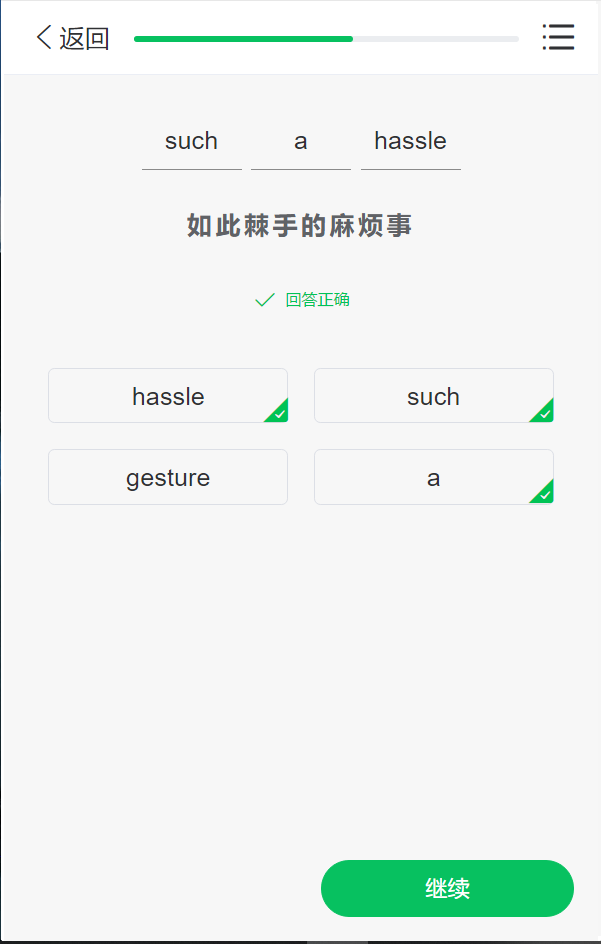 返回
such a hassle
如此棘手的麻烦事
回答正确
hassle such
gesture a
继续